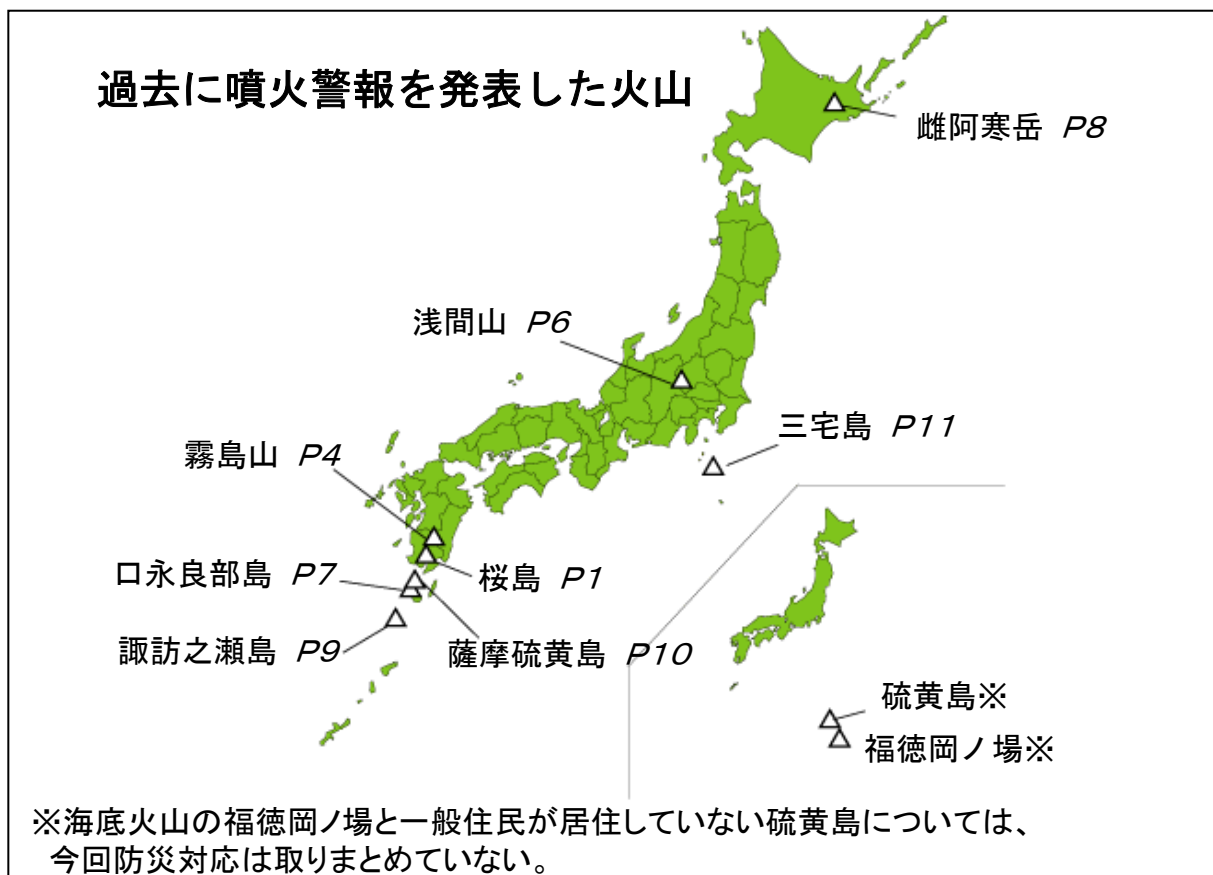 過去に噴火警報を発表した火山
雌阿寒岳 P8
浅間山 P6
三宅島 P11
霧島山 P4
口永良部島 P7
桜島 P1
諏訪之瀬島 P9
薩摩硫黄島 P10
硫黄島※
福徳岡ノ場※
※海底火山の福徳岡ノ場と一般住民が居住していない硫黄島については、
今回防災対応は取りまとめていない。